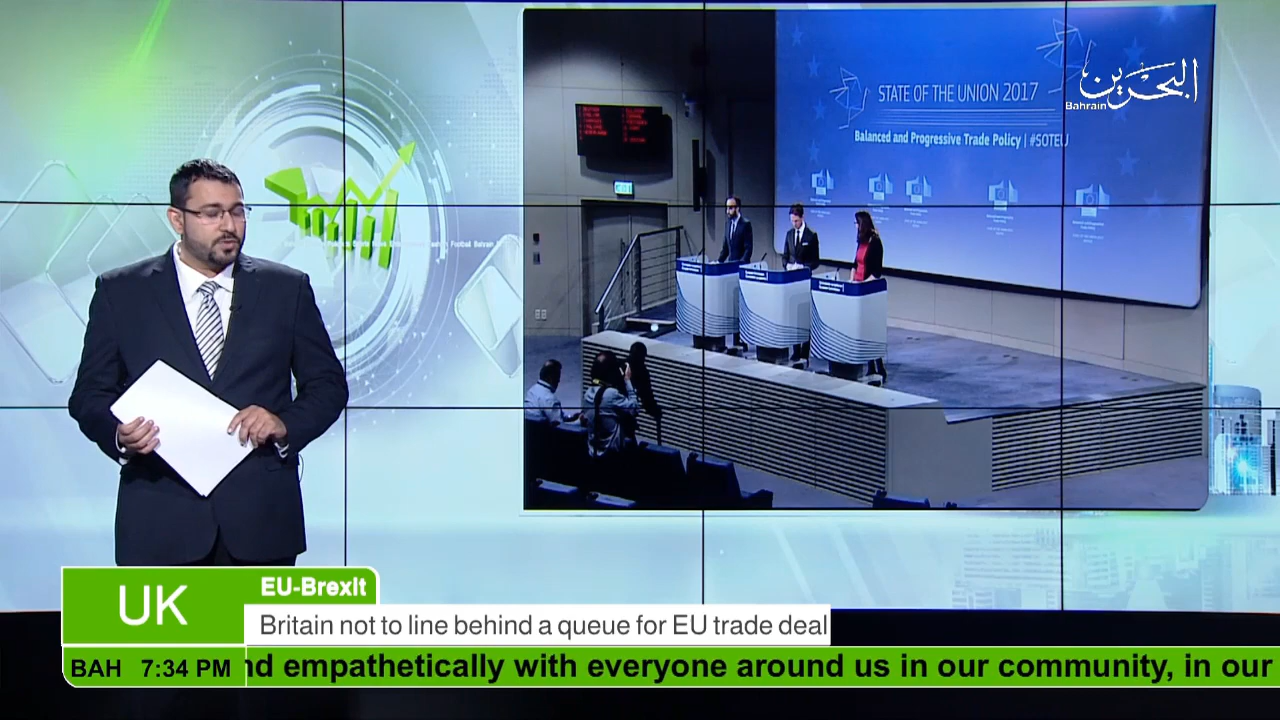 STATE OF THE UNION 2017
البحرين
Bahrain
Balanced and Progressive Trade Policy | #SOTEU
UK
EU-Brexit
Britain not to line behind a queue for EU trade deal
BAH 7:34 PM
nd empathetically with everyone around us in our community, in our